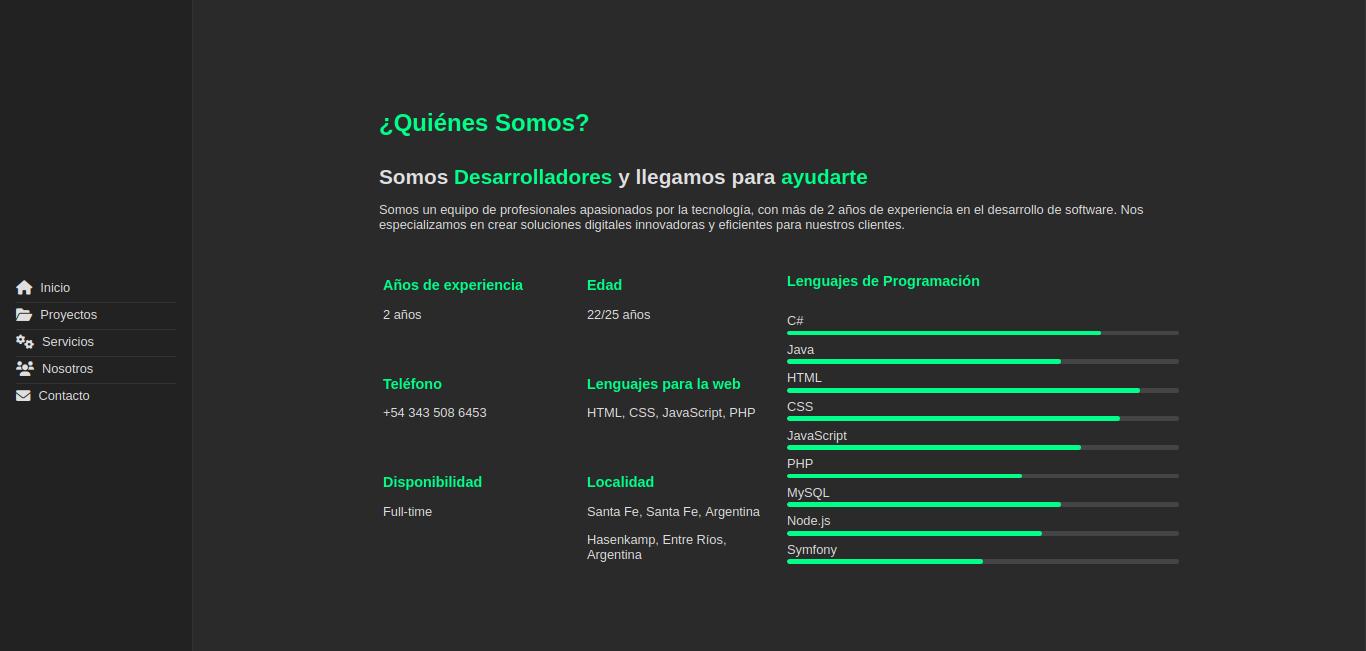 Inicio
Proyectos
Servicios
Nosotros
Contacto
¿Quiénes Somos?
Somos Desarrolladores y llegamos para ayudarte
Somos un equipo de profesionales apasionados por la tecnología, con más de 2 años de experiencia en el desarrollo de software. Nos
especializamos en crear soluciones digitales innovadoras y eficientes para nuestros clientes.
Años de experiencia
2 años
Edad
22/25 años
Teléfono
+54 343 508 6453
Lenguajes para la web
HTML, CSS, JavaScript, PHP
Disponibilidad
Full-time
Localidad
Santa Fe, Santa Fe, Argentina
Hasenkamp, Entre Ríos,
Argentina
Lenguajes de Programación
C#
Java
HTML
CSS
JavaScript
PHP
MySQL
Node.js
Symfony